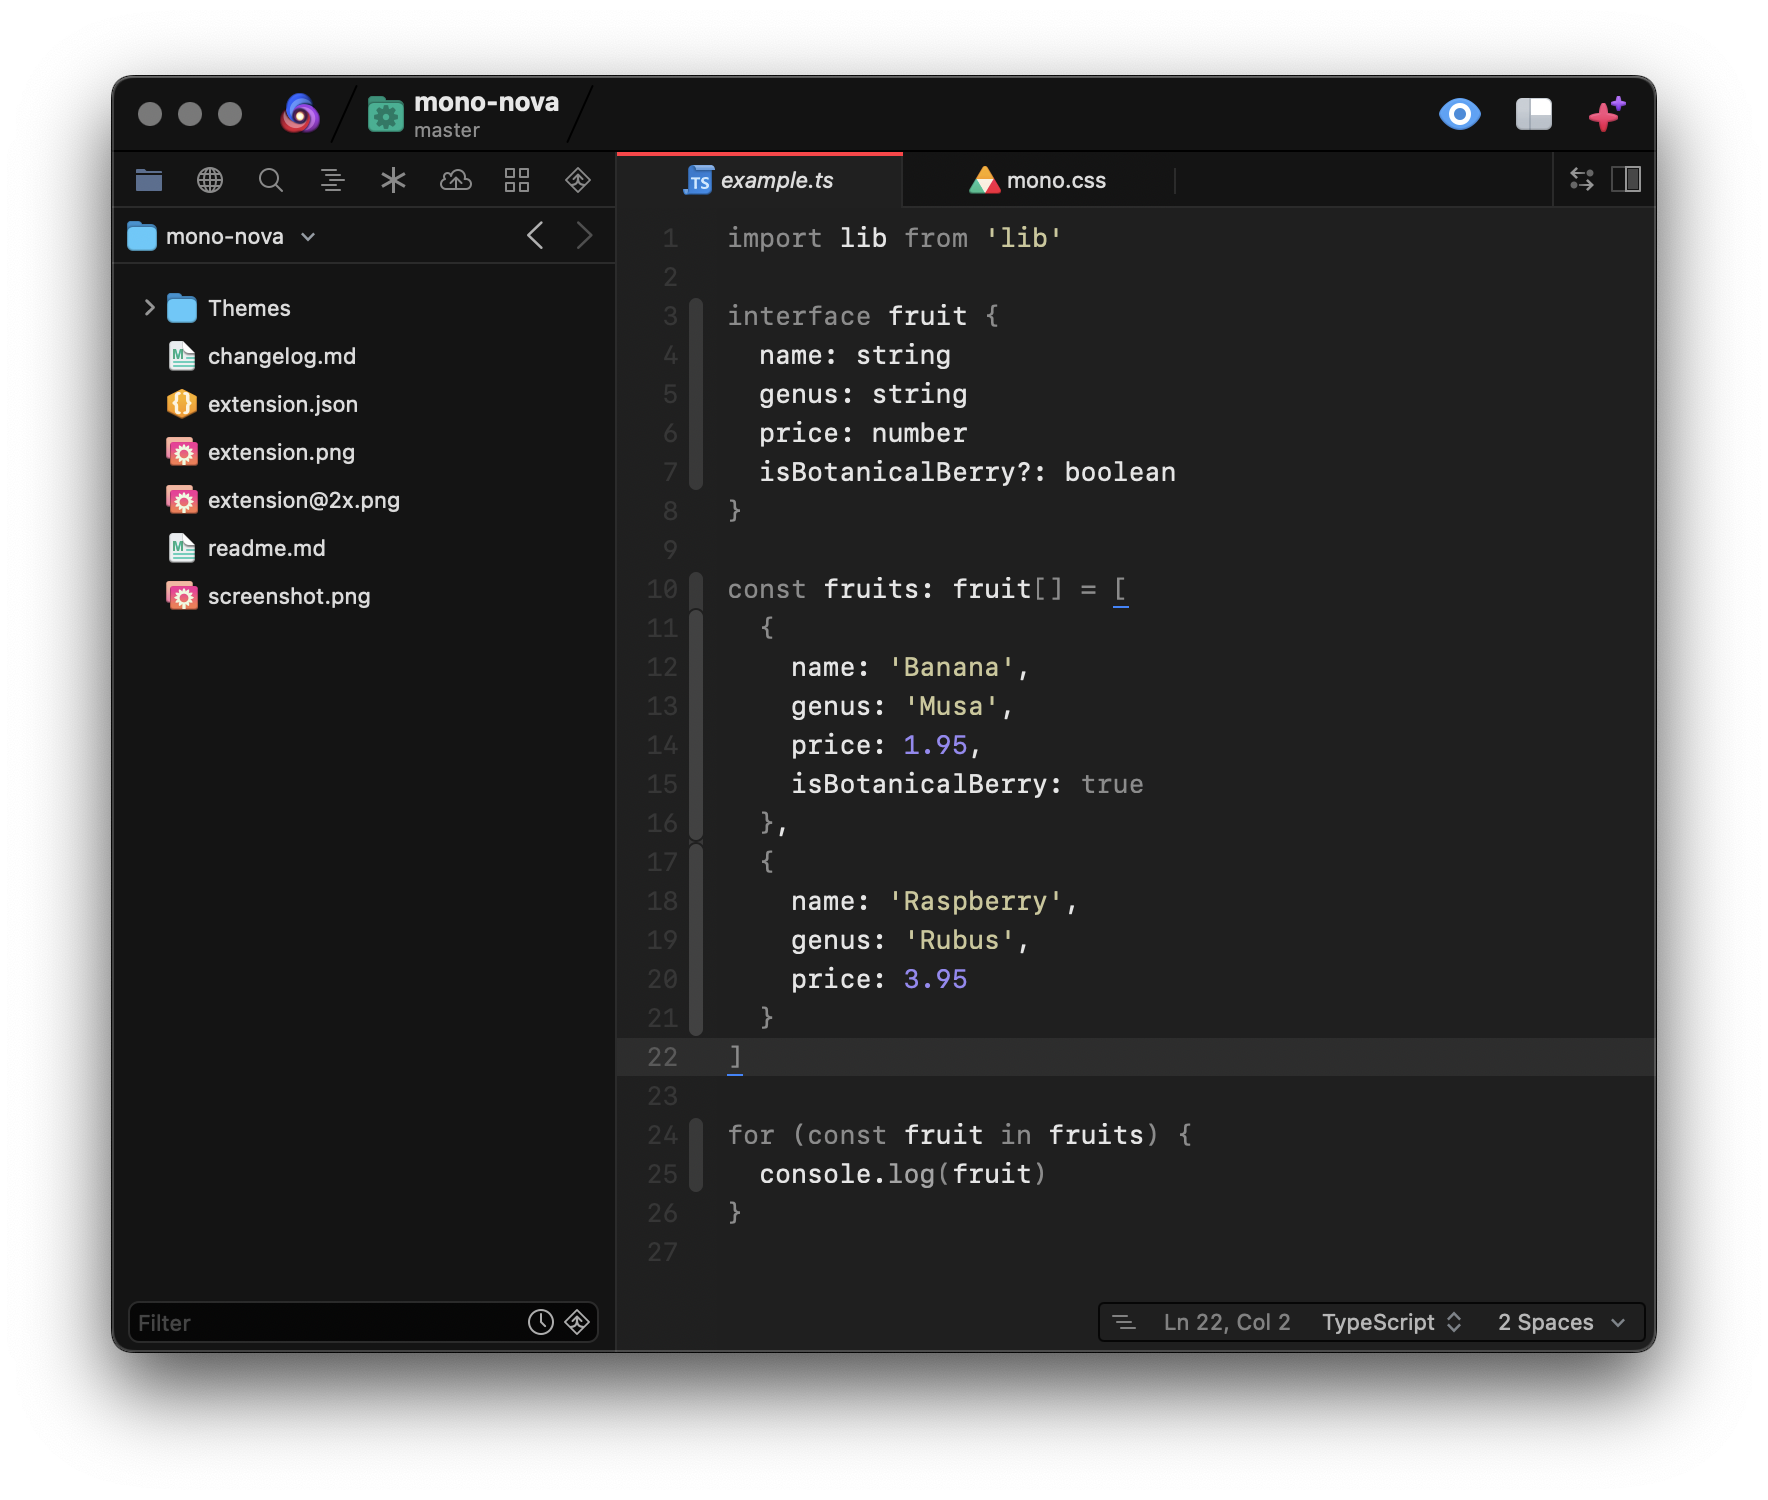 mono-nova
master
example.ts
mono.css
mono-nova
Themes
changelog.md
extension.json
extension.png
extension@2x.png
readme.md
screenshot.png
Filter
1 import lib from 'lib'
2
3 interface fruit {
4   name: string
5   genus: string
6   price: number
7   isBotanicalBerry?: boolean
8 }
9
10 const fruits: fruit[] = [
11   {
12     name: 'Banana',
13     genus: 'Musa',
14     price: 1.95,
15     isBotanicalBerry: true
16   },
17   {
18     name: 'Raspberry',
19     genus: 'Rubus',
20     price: 3.95
21   }
22 ]
23
24 for (const fruit in fruits) {
25   console.log(fruit)
26 }
27
Ln 22, Col 2 TypeScript 2 Spaces